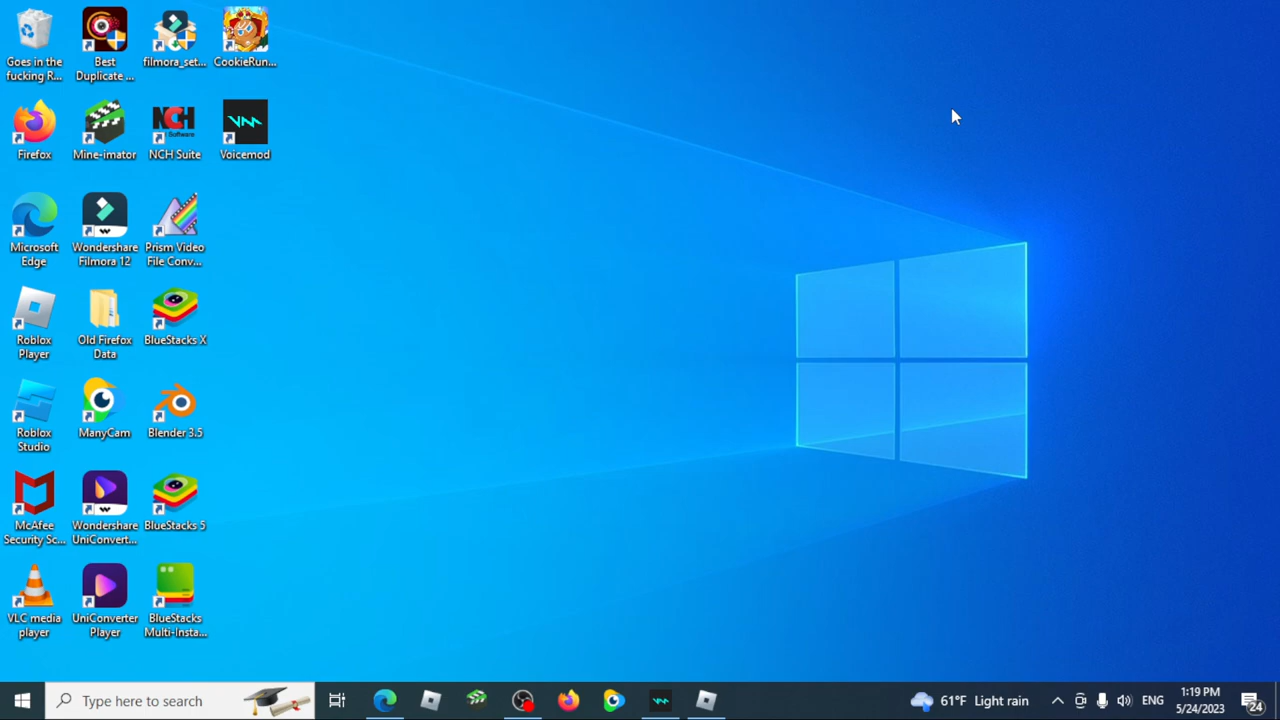 Goes in the
fucking R...
Best
Duplicate ...
filmora_set...
CookieRun...
Firefox
Mine-imator
NCH
Software
NCH Suite
Voicemod
Microsoft
Edge
Wondershare
Filmora 12
Prism Video
File Conv...
Roblox
Player
Old Firefox
Data
BlueStacks X
Roblox
Studio
ManyCam
Blender 3.5
McAfee
Security Sc...
Wondershare
UniConvert...
BlueStacks 5
VLC media
player
UniConverter
Player
BlueStacks
Multi-Insta...
Type here to search
61°F Light rain
ENG
1:19 PM
5/24/2023
24